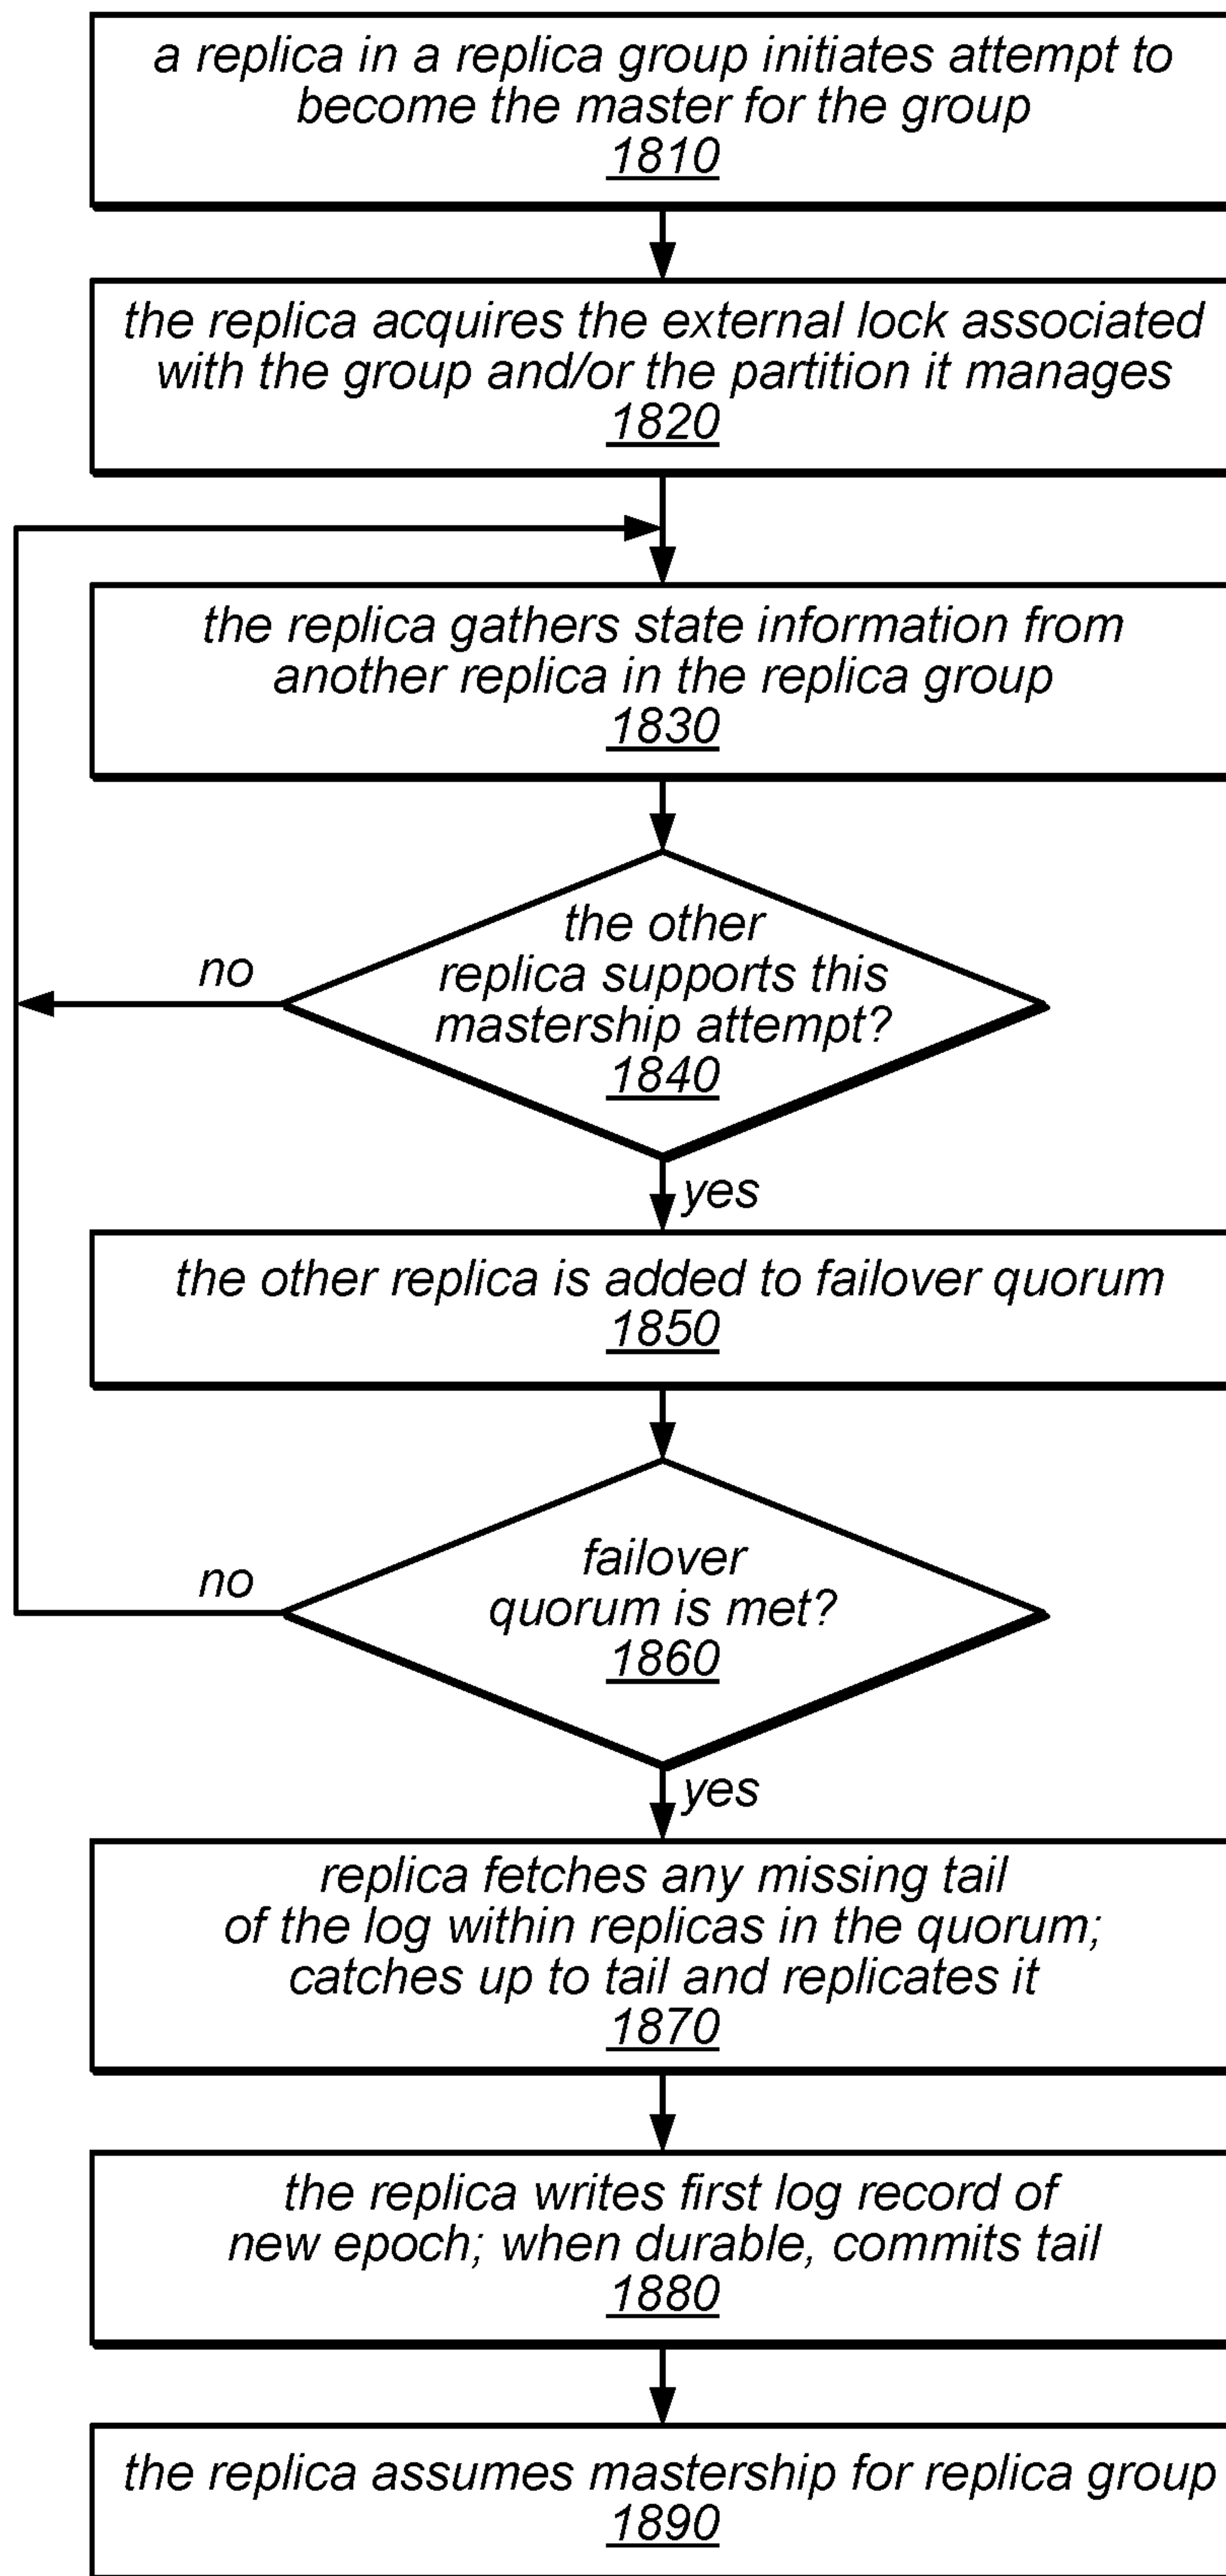 a replica in a replica group initiates attempt to
become the master for the group
1810
the replica acquires the external lock associated
with the group and/or the partition it manages
1820
the replica gathers state information from
another replica in the replica group
1830
the other
replica supports this
mastership attempt?
1840
no
yes
the other replica is added to failover quorum
1850
failover
quorum is met?
1860
no
yes
replica fetches any missing tail
of the log within replicas in the quorum;
catches up to tail and replicates it
1870
the replica writes first log record of
new epoch; when durable, commits tail
1880
the replica assumes mastership for replica group
1890